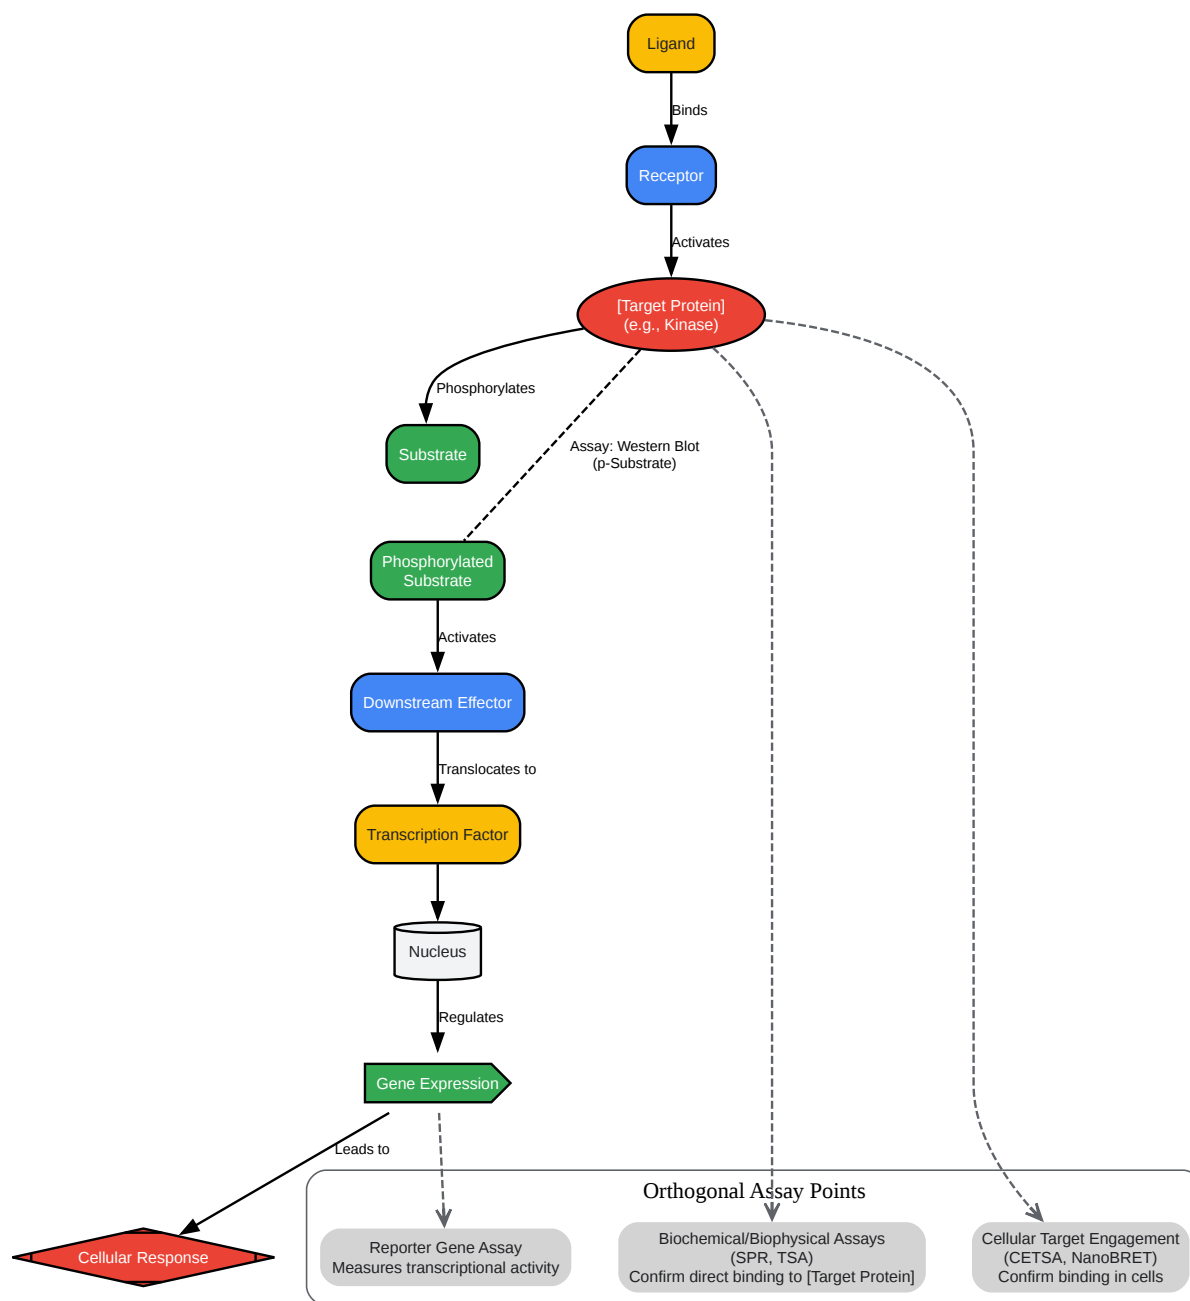 Ligand
Binds
Receptor
Activates
[Target Protein]
(e.g., Kinase)
Phosphorylates
Substrate
Assay: Western Blot
(p-Substrate)
Phosphorylated
Substrate
Activates
Downstream Effector
Translocates to
Transcription Factor
Nucleus
Regulates
Gene Expression
Leads to
Cellular Response
Orthogonal Assay Points
Reporter Gene Assay
Measures transcriptional activity
Biochemical/Biophysical Assays
(SPR, TSA)
Confirm direct binding to [Target Protein]
Cellular Target Engagement
(CETSA, NanoBRET)
Confirm binding in cells